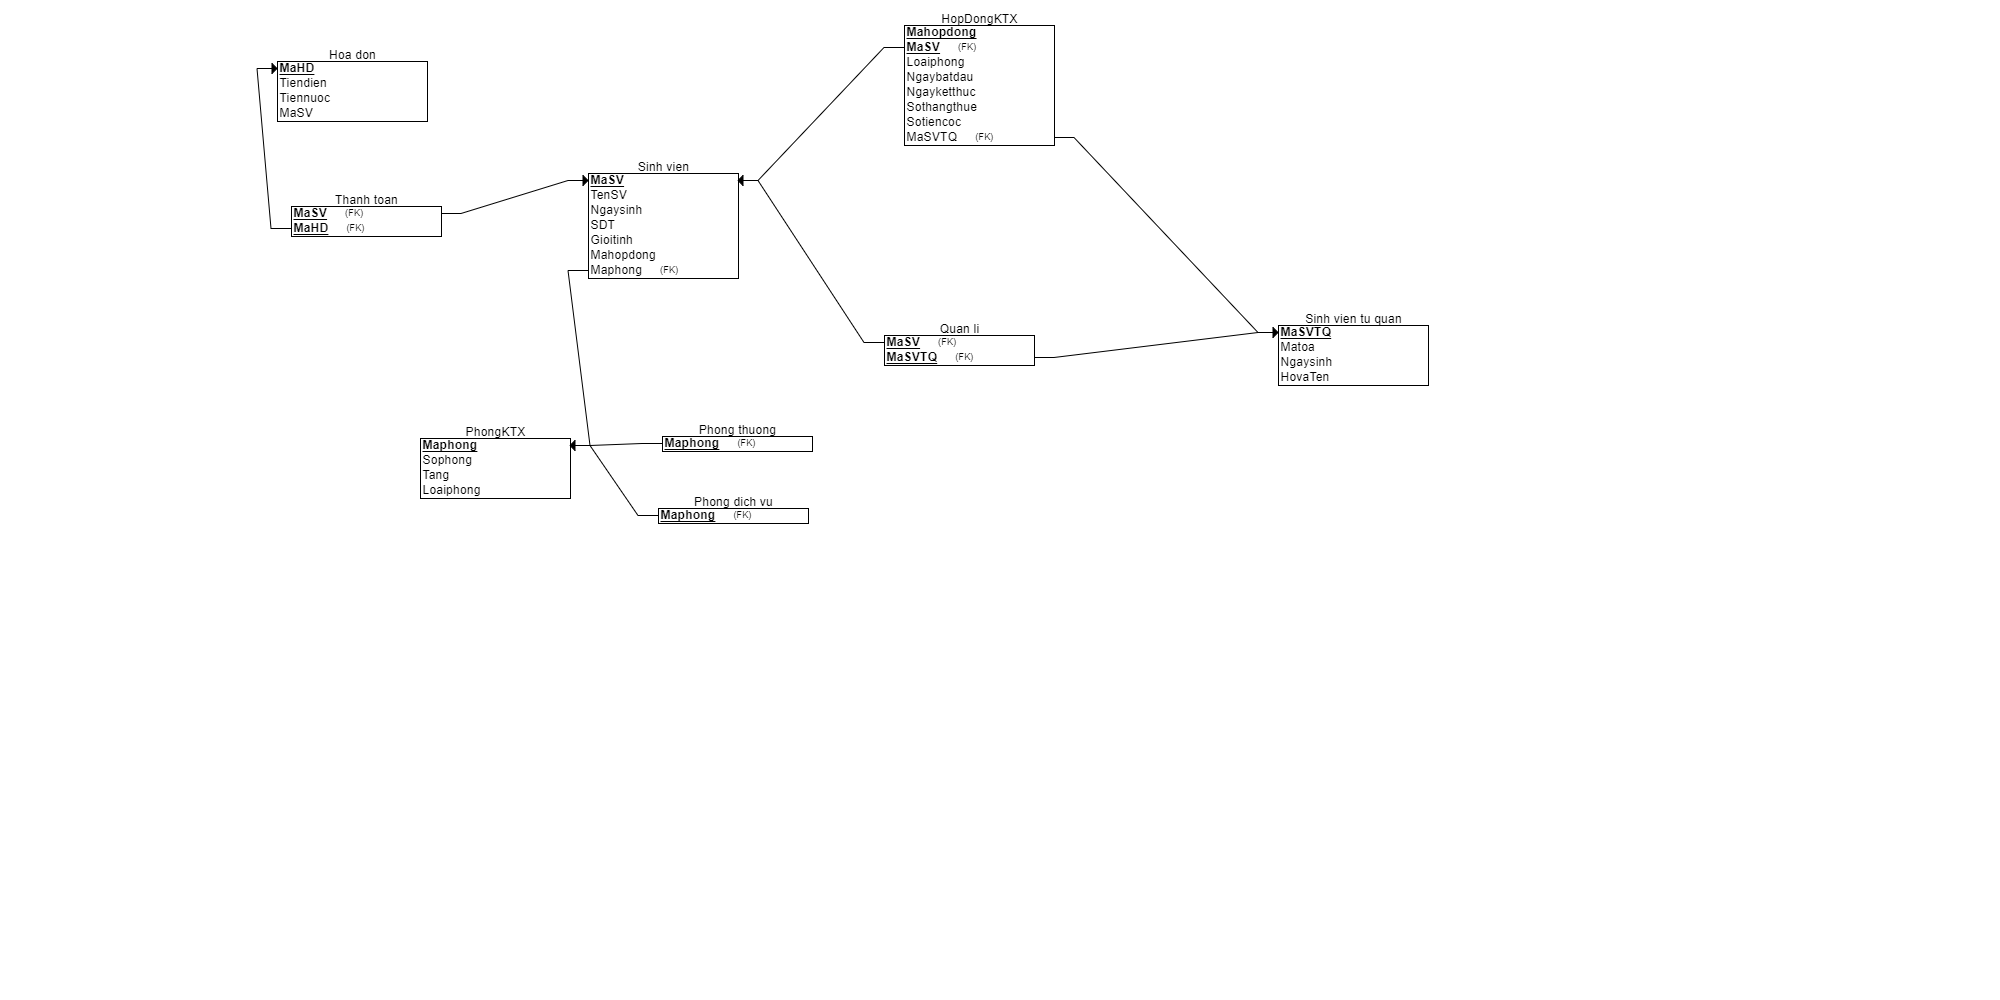 HopDongKTX
Mahopdong
MaSV (FK)
Loaiphong
Ngaybatdau
Ngayketthuc
Sothangthue
Sotiencoc
MaSVTQ (FK)
Hoa don
MaHD
Tiendien
Tiennuoc
MaSV
Sinh vien
MaSV
TenSV
Ngaysinh
SDT
Gioitinh
Mahopdong
Maphong (FK)
Thanh toan
MaSV (FK)
MaHD (FK)
Quan li
MaSV (FK)
MaSVTQ (FK)
Sinh vien tu quan
MaSVTQ
Matoa
Ngaysinh
HovaTen
PhongKTX
Maphong
Sophong
Tang
Loaiphong
Phong thuong
Maphong (FK)
Phong dich vu
Maphong (FK)